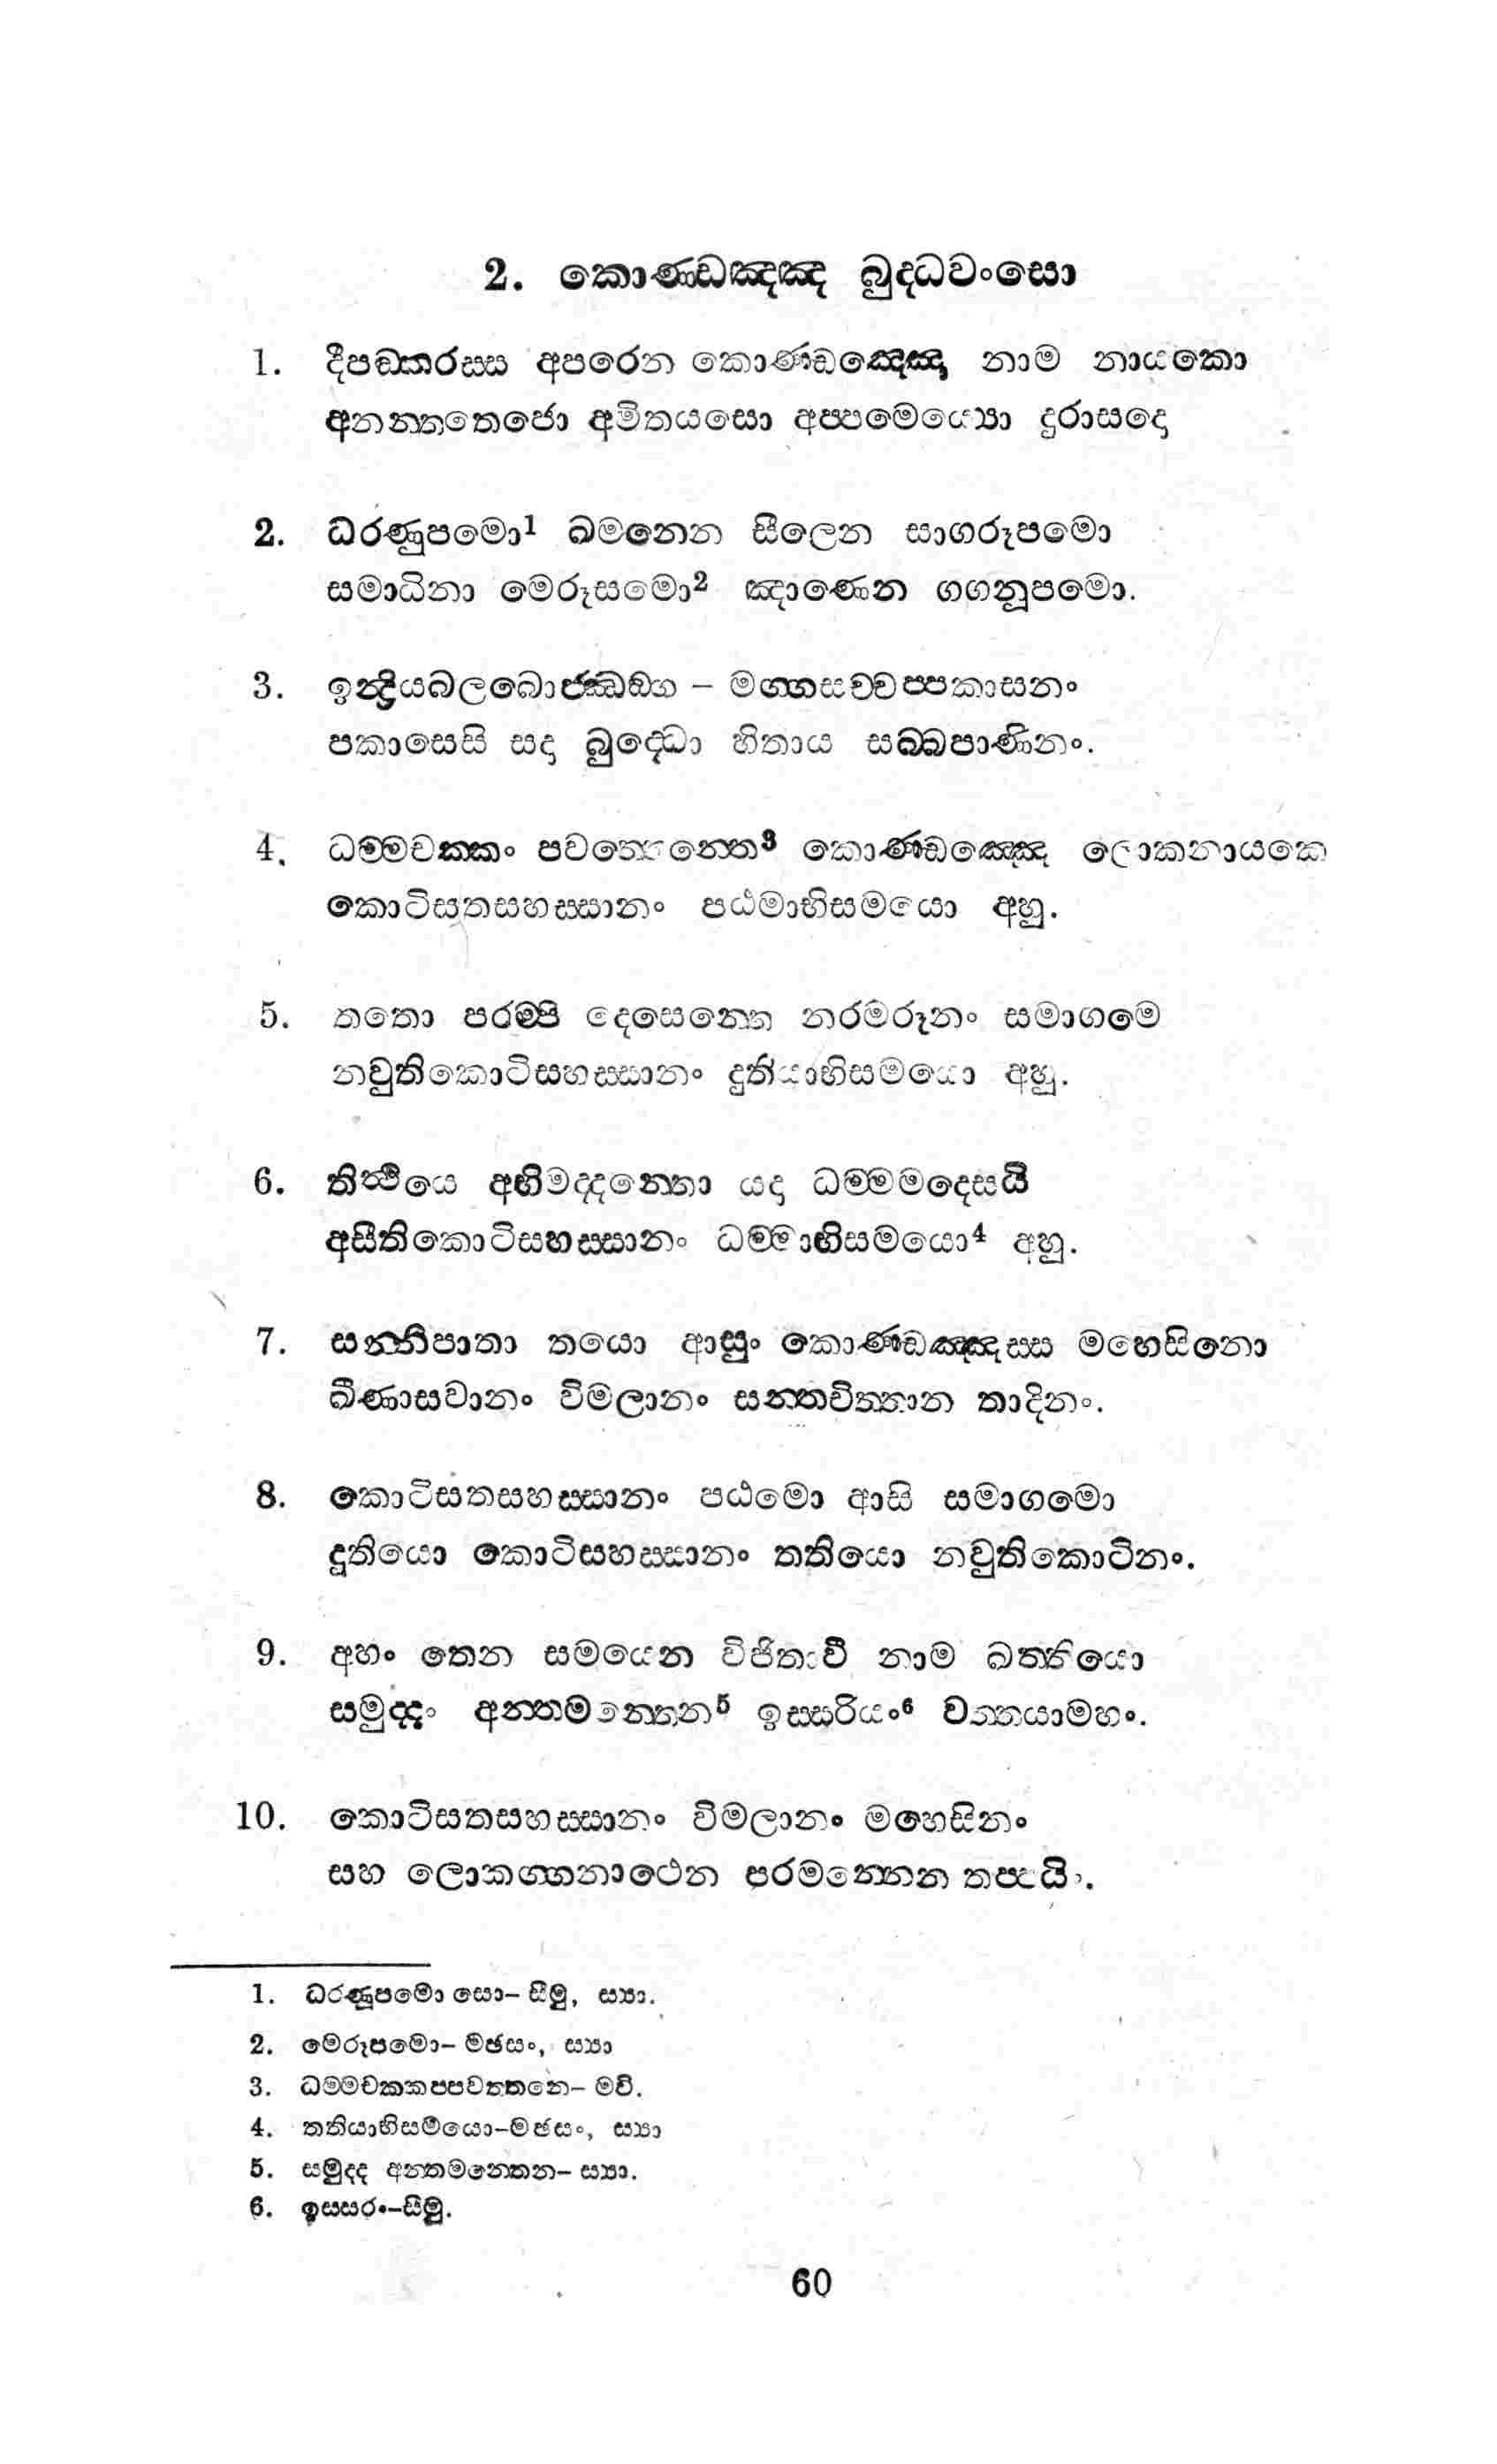 2. කොණ්ඩඤ්ඤ බුද්ධවංසො
1. දීපඞ්කරස්ස අපරෙන කොණ්ඩඤ්ඤො නාම නායකො
අනන්තතෙජො අමිතයසො අප්පමෙය්‍යො දුරාසදො
2. ධරණුපමො1 ඛමනෙන සීලෙන සාගරූපමො
සමාධිනා මෙරූසමො2 ඤාණෙන ගගනූපමො.
3. ඉන්ද්‍රියබලබොජ්ඣඞ්ග – මග්ගසච්චප්පකාසනං
පකාසෙසි සදා බුද්ධො හිතාය සබ්බපාණිනං.
4. ධම්මචක්කං පවත්තෙන්තෙ3 කොණ්ඩඤ්ඤෙ ලොකනායකෙ
කොටිසතසහස්සානං පඨමාභිසමයො අහු.
5. තතො පරම්පි දෙසෙන්තෙ නරමරූනං සමාගමෙ
නවුතිකොටිසහස්සානං දුතියාභිසමයො අහූ.
6. තිත්ථියෙ අභිමද්දන්තො යදා ධම්මමදෙසයි
අසීතිකොටිසහස්සානං ධම්මාභිසමයො4 අහු.
7. සන්නිපාතා තයො ආසුං කොණ්ඩඤ්ඤස්ස මහෙසිනො
ඛීණාසවානං විමලානං සන්තචිත්තාන තාදිනං.
8. කොටිසතසහස්සානං පඨමො ආසි සමාගමො
දූතියො කොටිසහස්සානං තතියො නවුතිකොටිනං.
9. අහං තෙන සමයෙන විජිතාවී නාම ඛත්තියො
සමුද්දං අන්තමන්තෙන5 ඉස්සරියං6 වත්තයාමහං.
10. කොටිසතසහස්සානං විමලානං මහෙසිනං
සහ ලොකග්ගනාථෙන පරමන්නෙන තප්පයිං.
1. ධරණූපමො සො– සීමු, ස්‍යා.
2. මෙරූපමො– මඡසං, ස්‍යා
3. ධම්මචක්කප්පවත්තනෙ– මවි.
4. තතියාභිසමයො–මඡසං, ස්‍යා
5. සමුද්ද අන්තමන්තෙන– ස්‍යා.
6. ඉස්සරං–සීමු.
60